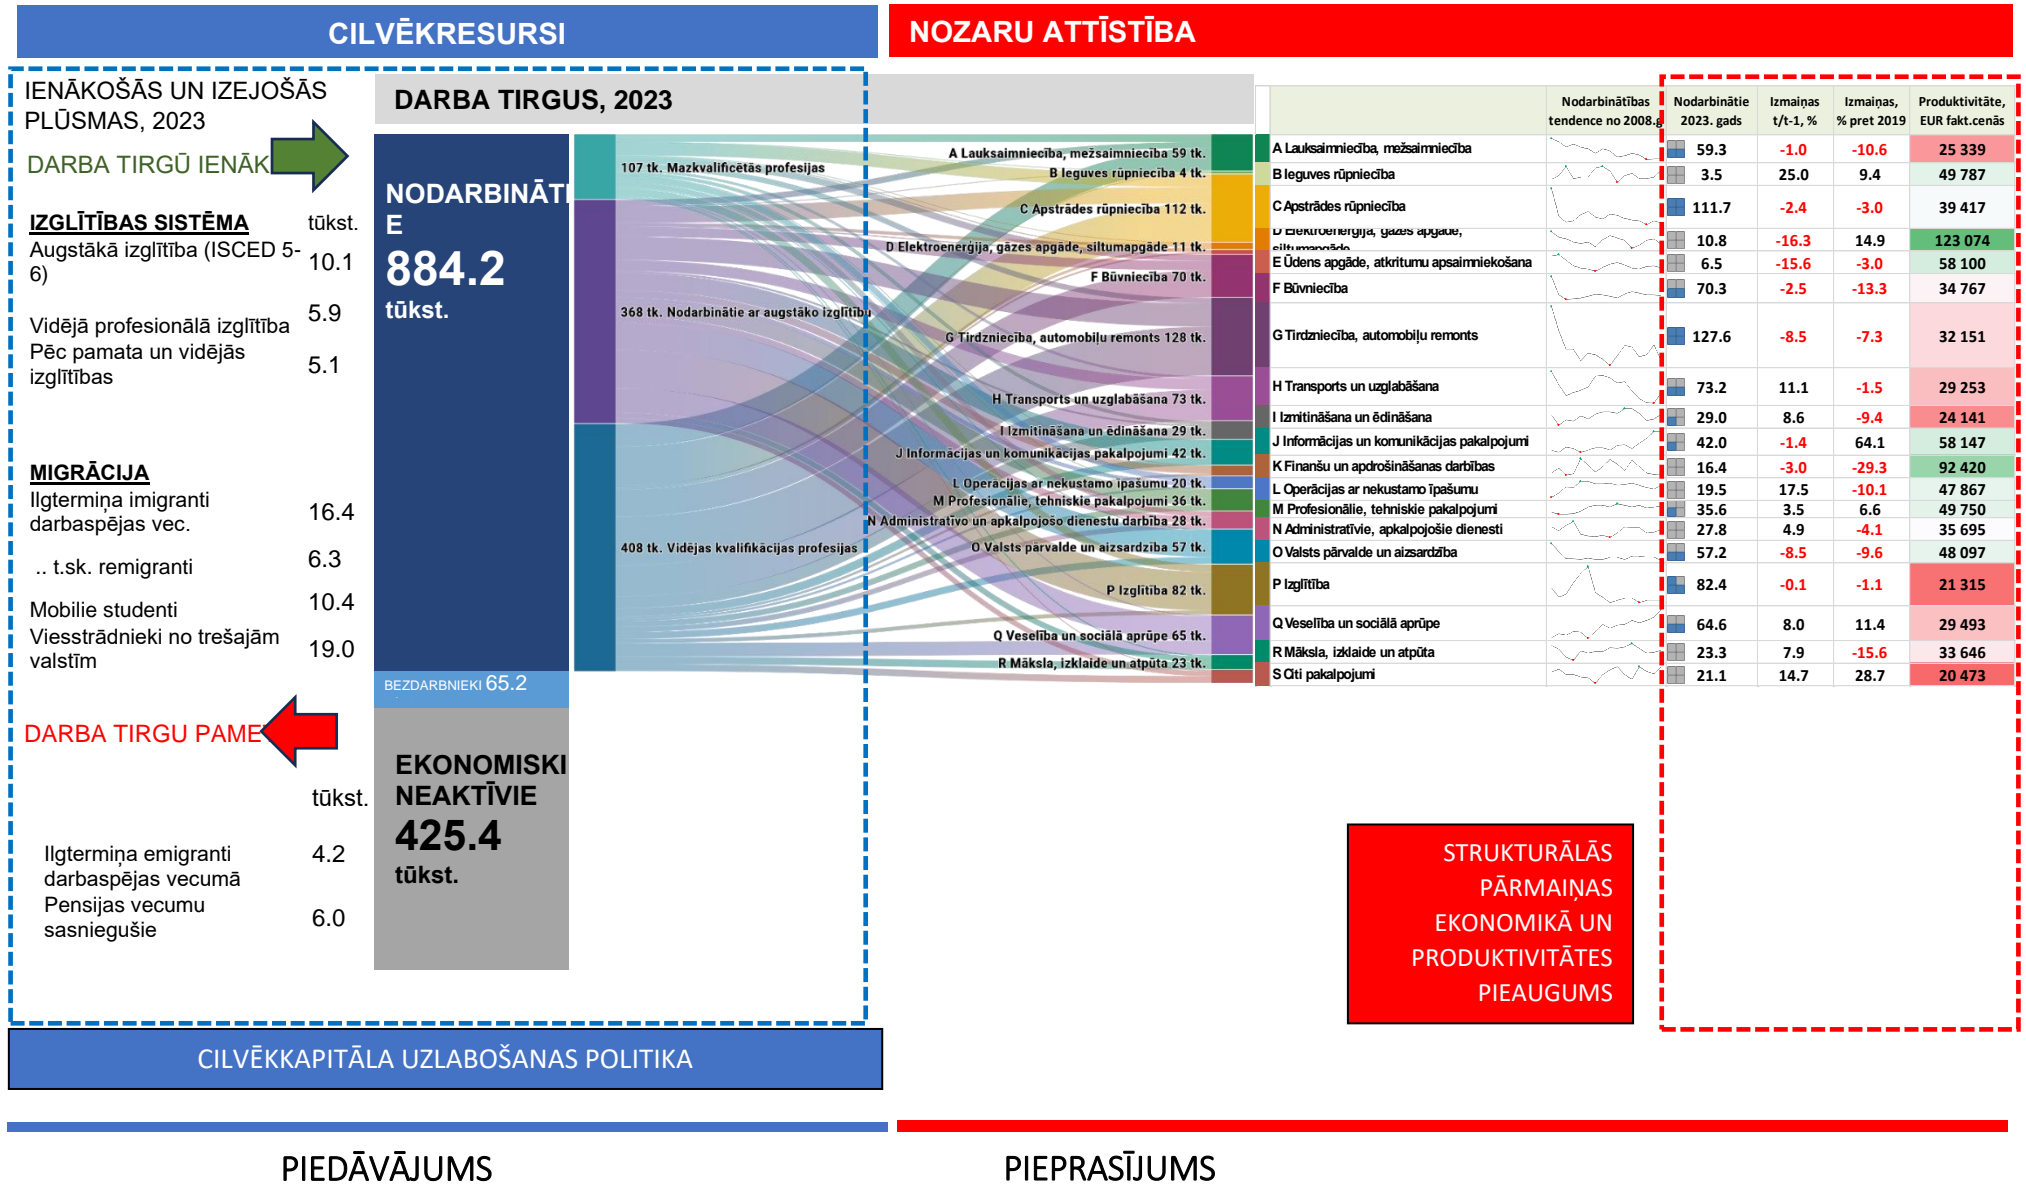 CILVĒKRESURSI
NOZARU ATTĪSTĪBA
IENĀKOŠĀS UN IZEJOŠĀS
PLŪSMAS, 2023
DARBA TIRGŪ IENĀK
IZGLĪTĪBAS SISTĒMA tūkst.
Augstākā izglītība (ISCED 5-
6) 10.1
Vidējā profesionālā izglītība 5.9
Pēc pamata un vidējās
izglītības 5.1
MIGRĀCIJA
Ilgtermiņa imigranti
darbaspējas vec. 16.4
.. t.sk. remigranti 6.3
Mobilie studenti 10.4
Viesstrādnieki no trešajām
valstīm 19.0
DARBA TIRGU PAME
tūkst.
Ilgtermiņa emigranti
darbaspējas vecumā 4.2
Pensijas vecumu
sasniegušie 6.0
DARBA TIRGUS, 2023
NODARBINĀTI
E
884.2
tūkst.
BEZDARBNIEKI 65.2
EKONOMISKI
NEAKTĪVIE
425.4
tūkst.
107 tk. Mazkvalificētās profesijas
368 tk. Nodarbinātie ar augstāko izglītību
408 tk. Vidējas kvalifikācijas profesijas
A Lauksaimniecība, mežsaimniecība 59 tk.
B Ieguves rūpniecība 4 tk.
C Apstrādes rūpniecība 112 tk.
D Elektroenerģija, gāzes apgāde, siltumapgāde 11 tk.
F Būvniecība 70 tk.
G Tirdzniecība, automobiļu remonts 128 tk.
H Transports un uzglabāšana 73 tk.
I Izmitināšana un ēdināšana 29 tk.
J Informācijas un komunikācijas pakalpojumi 42 tk.
L Operācijas ar nekustamo īpašumu 20 tk.
M Profesionālie, tehniskie pakalpojumi 36 tk.
N Administratīvo un apkalpojošo dienestu darbība 28 tk.
O Valsts pārvalde un aizsardzība 57 tk.
P Izglītība 82 tk.
Q Veselība un sociālā aprūpe 65 tk.
R Māksla, izklaide un atpūta 23 tk.
Nodarbinātības Nodarbinātie Izmaiņas Izmaiņas, Produktivitāte,
tendence no 2008.g 2023. gads t/t-1, % % pret 2019 EUR fakt.cenās
A Lauksaimniecība, mežsaimniecība 59.3 -1.0 -10.6 25 339
B Ieguves rūpniecība 3.5 25.0 9.4 49 787
C Apstrādes rūpniecība 111.7 -2.4 -3.0 39 417
D Elektroenerģija, gāzes apgāde,
siltumapgāde 10.8 -16.3 14.9 123 074
E Ūdens apgāde, atkritumu apsaimniekošana 6.5 -15.6 -3.0 58 100
F Būvniecība 70.3 -2.5 -13.3 34 767
G Tirdzniecība, automobiļu remonts 127.6 -8.5 -7.3 32 151
H Transports un uzglabāšana 73.2 11.1 -1.5 29 253
I Izmitināšana un ēdināšana 29.0 8.6 -9.4 24 141
J Informācijas un komunikācijas pakalpojumi 42.0 -1.4 64.1 58 147
K Finanšu un apdrošināšanas darbības 16.4 -3.0 -29.3 92 420
L Operācijas ar nekustamo īpašumu 19.5 17.5 -10.1 47 867
M Profesionālie, tehniskie pakalpojumi 35.6 3.5 6.6 49 750
N Administratīvie, apkalpojošie dienesti 27.8 4.9 -4.1 35 695
O Valsts pārvalde un aizsardzība 57.2 -8.5 -9.6 48 097
P Izglītība 82.4 -0.1 -1.1 21 315
Q Veselība un sociālā aprūpe 64.6 8.0 11.4 29 493
R Māksla, izklaide un atpūta 23.3 7.9 -15.6 33 646
S Citi pakalpojumi 21.1 14.7 28.7 20 473
STRUKTURĀLĀS
PĀRMAIŅAS
EKONOMIKĀ UN
PRODUKTIVITĀTES
PIEAUGUMS
CILVĒKKAPITĀLA UZLABOŠANAS POLITIKA
PIEDĀVĀJUMS
PIEPRASĪJUMS